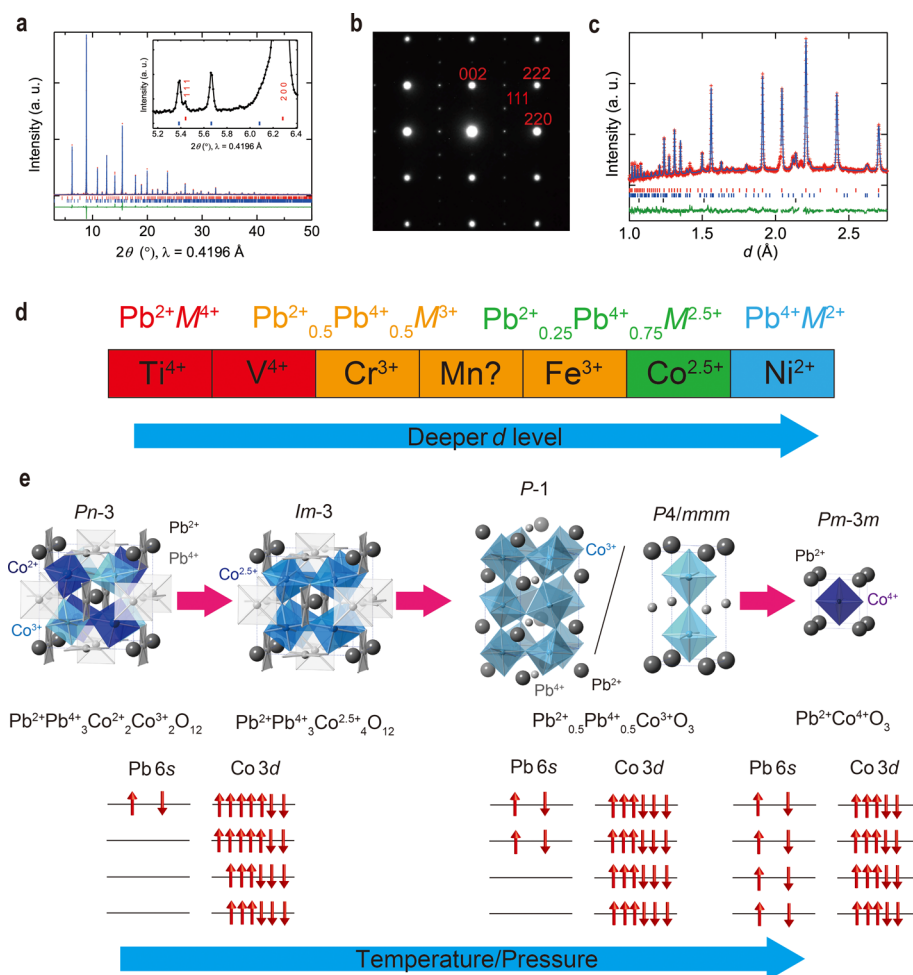 a
b
c
Intensity (a. u.)
Intensity (a. u.)
1 1 1
2 0 0
5.2 5.4 5.6 5.8 6.0 6.2 6.4
2θ (°), λ = 0.4196 Å
10 20 30 40 50
2θ (°), λ = 0.4196 Å
002 222
111
220
Intensity (a. u.)
1.0 1.5 2.0 2.5
d (Å)
d
Pb²⁺M⁴⁺ Pb²⁺₀.₅Pb⁴⁺₀.₅M³⁺ Pb²⁺₀.₂₅Pb⁴⁺₀.₇₅M²·⁵⁺ Pb⁴⁺M²⁺
Ti⁴⁺ V⁴⁺ Cr³⁺ Mn? Fe³⁺ Co²·⁵⁺ Ni²⁺
Deeper d level
e
Pn-3 Im-3 P-1 P4/mmm Pm-3m
Pb²⁺
Pb⁴⁺
Co²⁺
Co³⁺
Co²·⁵⁺
Co³⁺
Pb⁴⁺
Pb²⁺
Pb²⁺
Co⁴⁺
Pb²⁺Pb⁴⁺₃Co²⁺₂Co³⁺₂O₁₂ Pb²⁺Pb⁴⁺₃Co²·⁵⁺₄O₁₂ Pb²⁺₀.₅Pb⁴⁺₀.₅Co³⁺O₃ Pb²⁺Co⁴⁺O₃
Pb 6s Co 3d Pb 6s Co 3d Pb 6s Co 3d
Temperature/Pressure